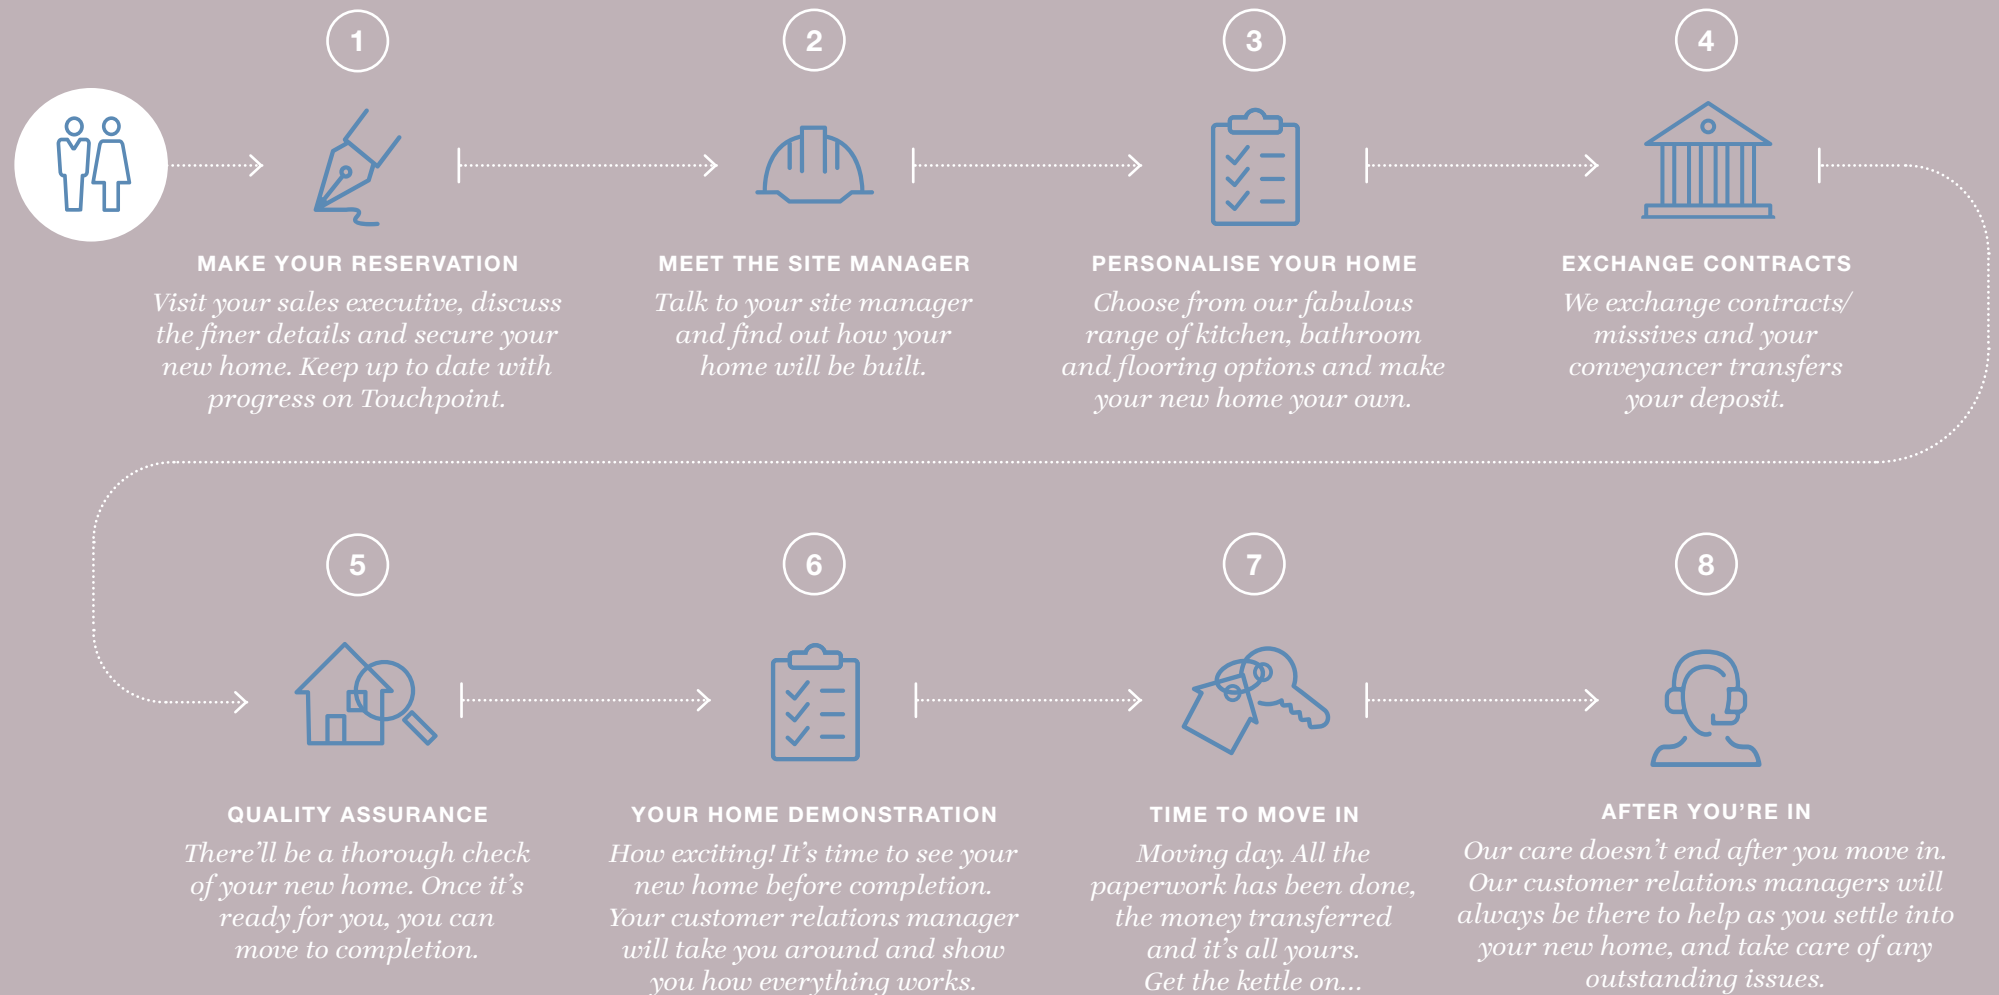 1
MAKE YOUR RESERVATION
Visit your sales executive, discuss
the finer details and secure your
new home. Keep up to date with
progress on Touchpoint.
2
MEET THE SITE MANAGER
Talk to your site manager
and find out how your
home will be built.
3
PERSONALISE YOUR HOME
Choose from our fabulous
range of kitchen, bathroom
and flooring options and make
your new home your own.
4
EXCHANGE CONTRACTS
We exchange contracts/
missives and your
conveyancer transfers
your deposit.
5
QUALITY ASSURANCE
There’ll be a thorough check
of your new home. Once it’s
ready for you, you can
move to completion.
6
YOUR HOME DEMONSTRATION
How exciting! It’s time to see your
new home before completion.
Your customer relations manager
will take you around and show
you how everything works.
7
TIME TO MOVE IN
Moving day. All the
paperwork has been done,
the money transferred
and it’s all yours.
Get the kettle on...
8
AFTER YOU’RE IN
Our care doesn’t end after you move in.
Our customer relations managers will
always be there to help as you settle into
your new home, and take care of any
outstanding issues.